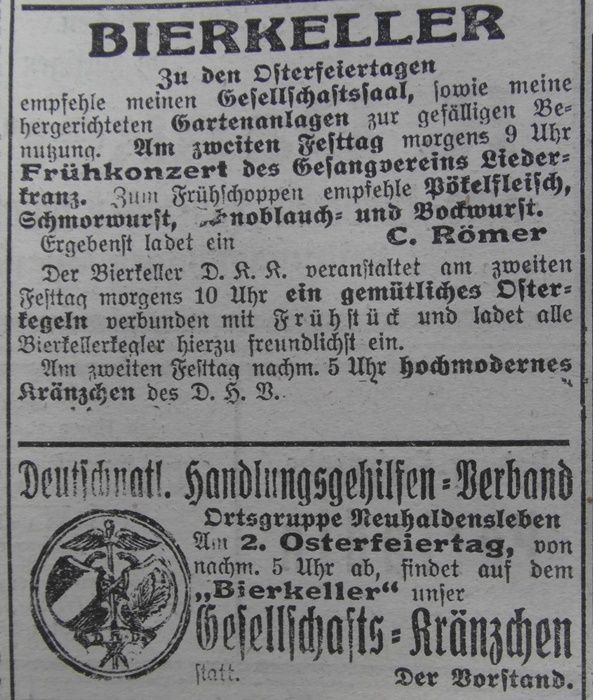 BIERKELLER
Zu den Osterfeiertagen
empfehle meinen Gesellschaftssaal, sowie meine
hergerichteten Gartenanlagen zur gefälligen Be-
nutzung. Am zweiten Festtag morgens 9 Uhr
Frühkonzert des Gesangvereins Lieder-
kranz. Zum Frühschoppen empfehle Pökelfleisch,
Schmorwurst, Knoblauch- und Bockwurst.
Ergebenst ladet ein C. Römer
Der Bierkeller D. K. K. veranstaltet am zweiten
Festtag morgens 10 Uhr ein gemütliches Oster-
kegeln verbunden mit Frühstück und ladet alle
Bierkellerkegler hierzu freundlichst ein.
Am zweiten Festtag nachm. 5 Uhr hochmodernes
Kränzchen des D. H. V.
Deutschnatl. Handlungsgehilfen-Verband
Ortsgruppe Neuhaldensleben
Am 2. Osterfeiertag, von
nachm. 5 Uhr ab, findet auf dem
„Bierkeller“ unser
Gesellschafts-Kränzchen
statt. Der Vorstand.
DHV